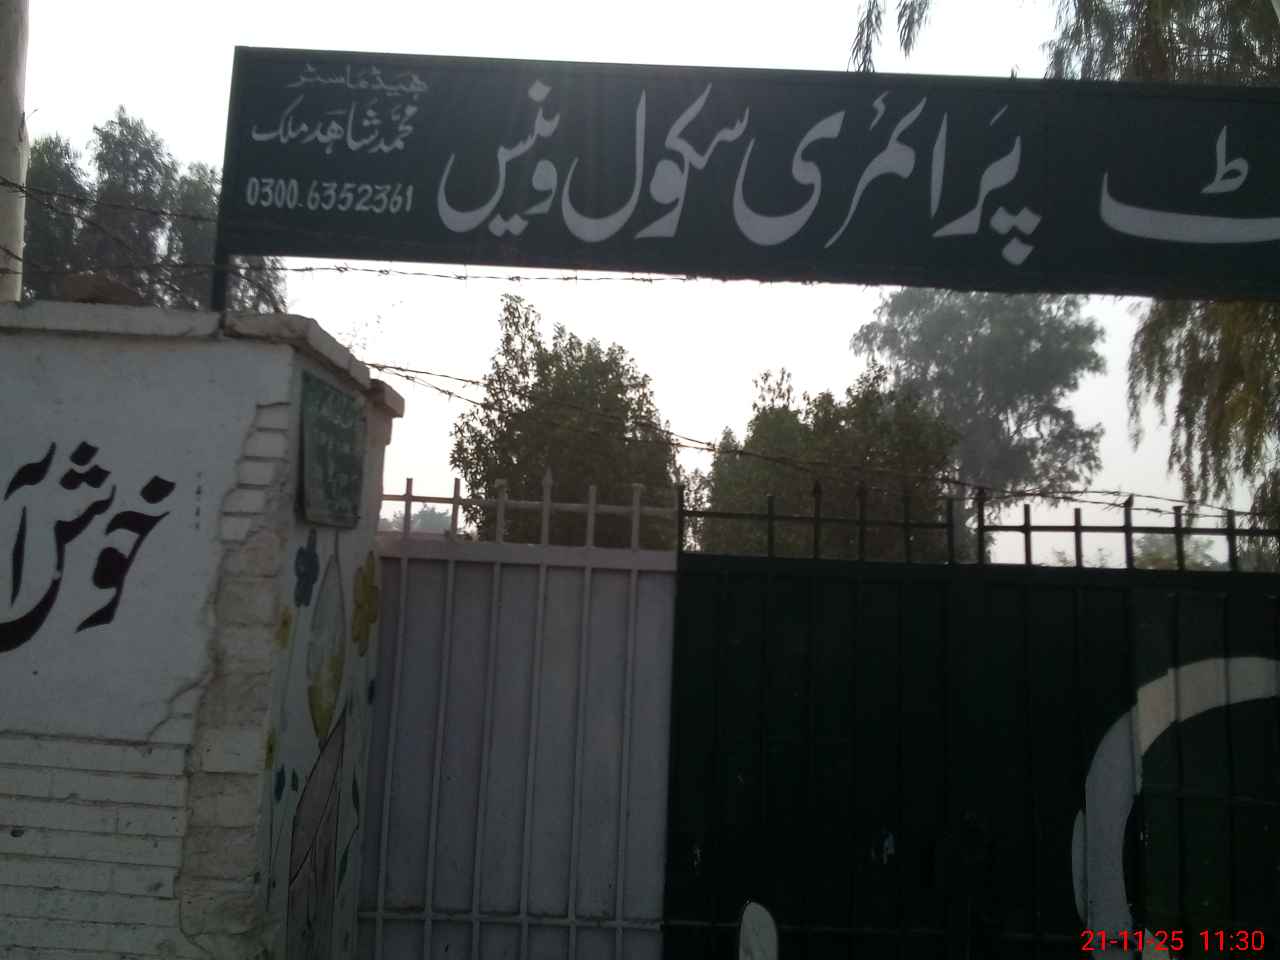 ٹ پرائمری سکول ونیس
ہیڈ ماسٹر
محمد شاہد ملک
0300.6352361
خوش آ
21-11-25 11:30